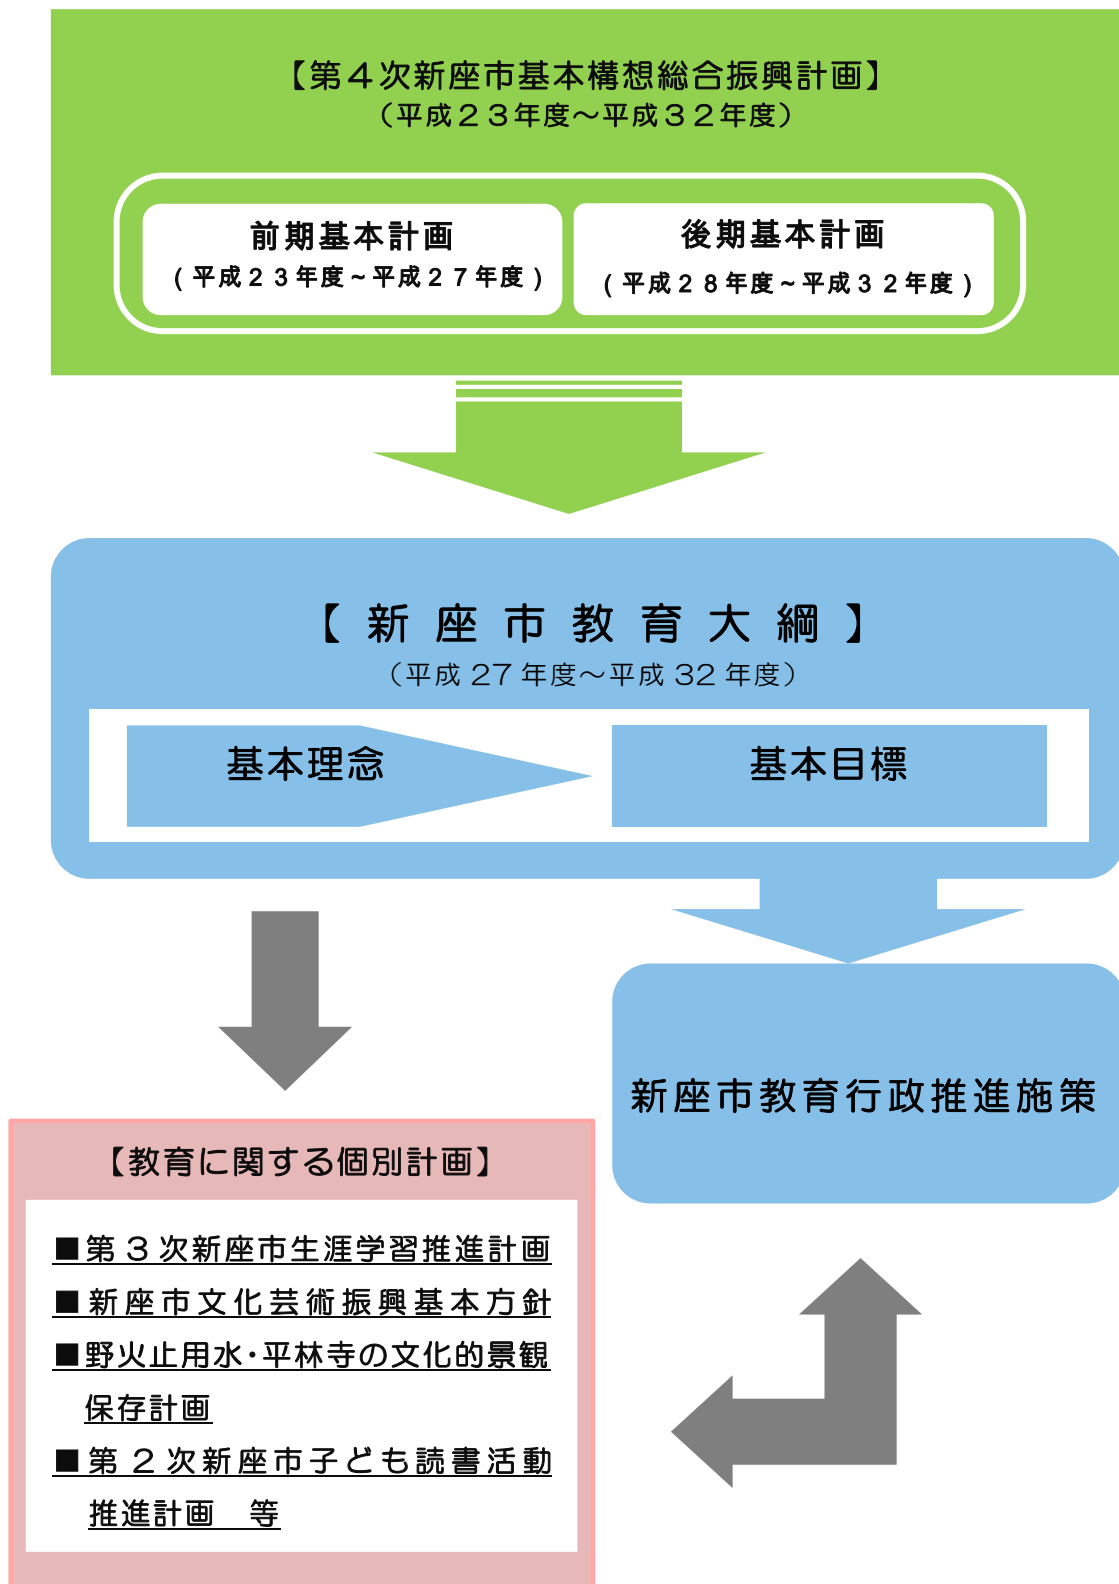 【第４次新座市基本構想総合振興計画】
（平成２３年度～平成３２年度）
前期基本計画
(平成２３年度～平成２７年度)
後期基本計画
(平成２８年度～平成３２年度)
【新座市教育大綱】
（平成 27 年度～平成 32 年度）
基本理念
基本目標
新座市教育行政推進施策
【教育に関する個別計画】
■第３次新座市生涯学習推進計画
■新座市文化芸術振興基本方針
■野火止用水・平林寺の文化的景観
保存計画
■第２次新座市子ども読書活動
推進計画　等